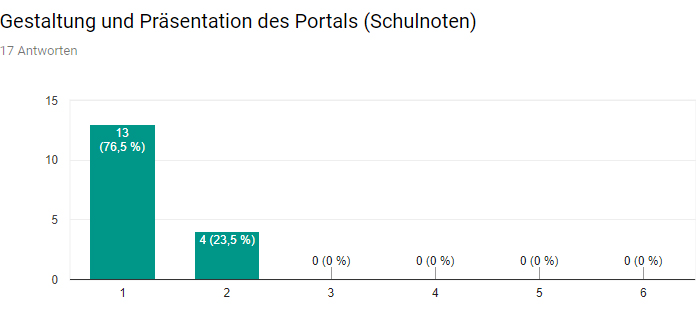 Gestaltung und Präsentation des Portals (Schulnoten)
17 Antworten
15
10
5
0
13
(76,5 %)
4 (23,5 %)
0 (0 %)
0 (0 %)
0 (0 %)
0 (0 %)
1
2
3
4
5
6